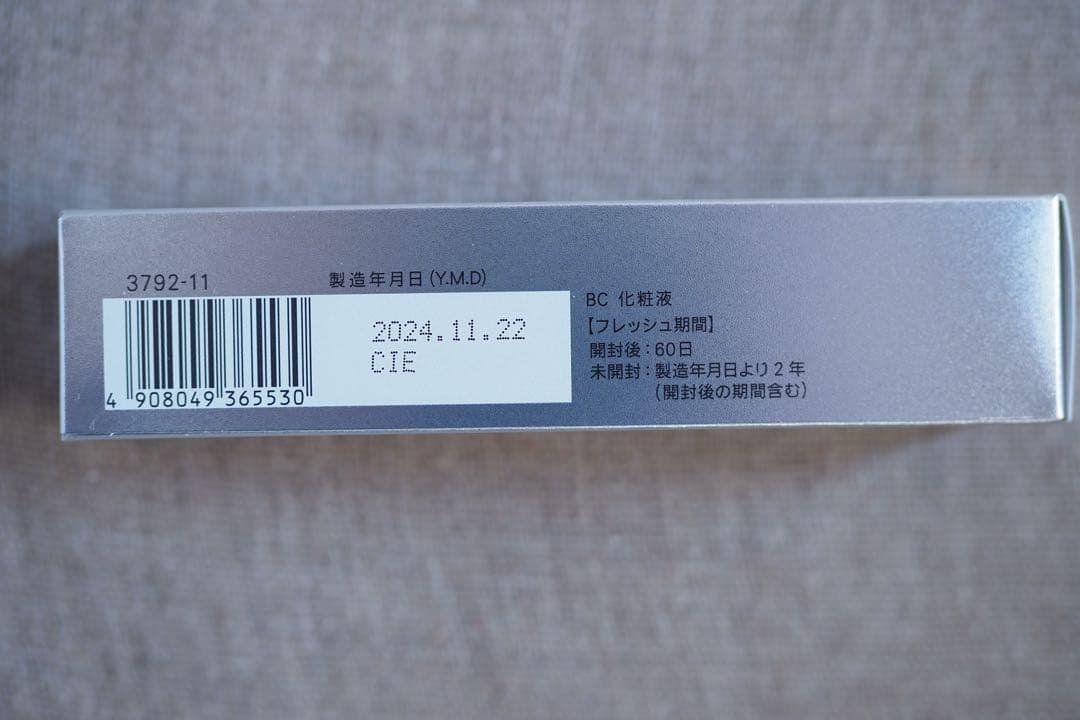 3792-11
製造年月日(Y.M.D)
2024.11.22
CIE
4 908049 365530
BC 化粧液
【フレッシュ期間】
開封後：60日
未開封：製造年月日より2年
(開封後の期間含む)